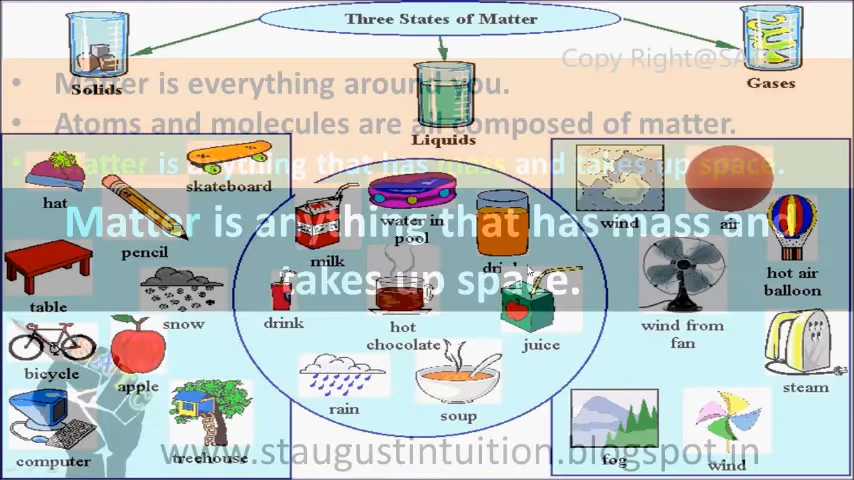 Three States of Matter
Copy Right@SA
Solids
Liquids
Gases
• Matter is everything around you.
• Atoms and molecules are all composed of matter.
• Matter is anything that has mass and takes up space.
Matter is anything that has mass and
takes up space.
hat
skateboard
pencil
table
snow
bicycle
apple
computer
treehouse
milk
water in
pool
drink
hot
chocolate
juice
rain
soup
wind
air
hot air
balloon
wind from
fan
steam
fog
wind
www.staugustintuition.blogspot.in